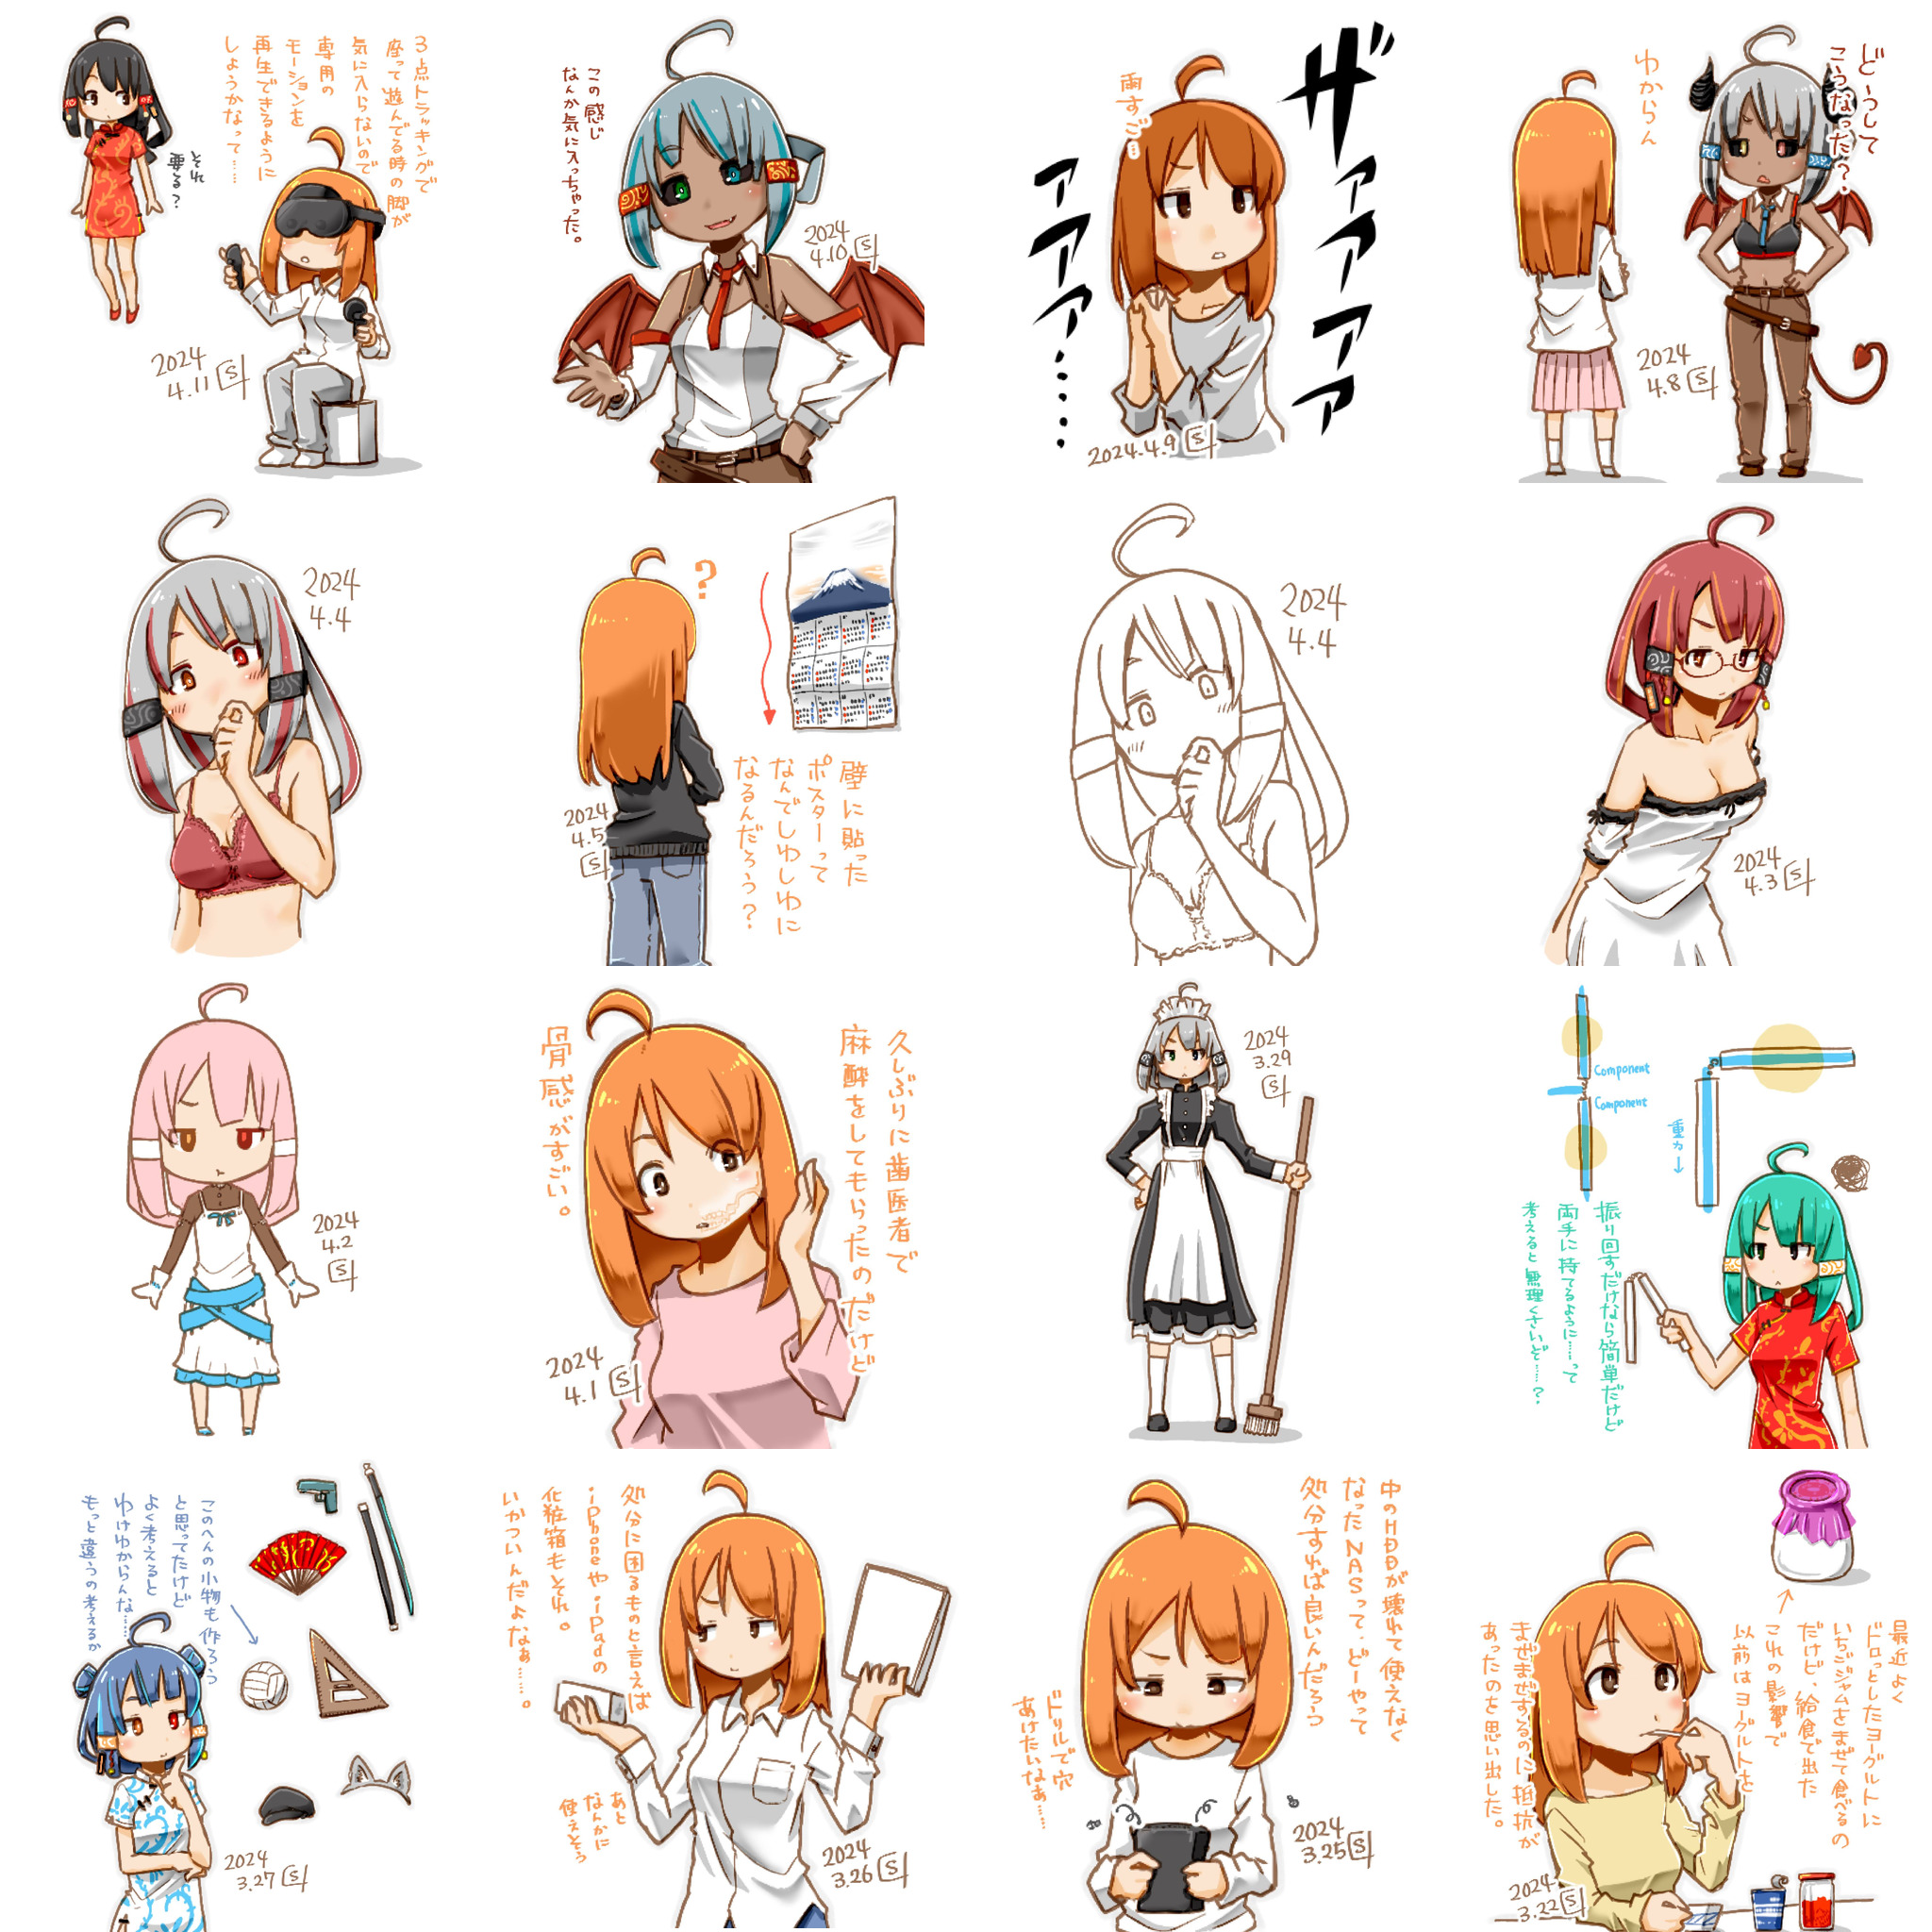 3点トラッキングで
座って遊んでる時の脚が
気に入らないので
専用の
モーションを
再生できるように
しようかなって……
それ
要る？
2024
4.11 S
この感じ
なんか気に入っちゃった。
2024
4.10 S
ザァァァァ
アァアァ……
雨すご…
2024.4.9 S
ど〜して
こうなった？
わからん
2024
4.8 S
2024
4.4
?
壁に貼った
ポスターって
なんでしわしわに
なるんだろう？
2024
4.5
S
2024
4.4
2024
4.3 S
2024
4.2
S
久しぶりに歯医者で
麻酔をしてもらったのだけど
骨感がすごい。
2024
4.1 S
2024
3.29
S
Component
Component
重力→
振り回すだけなら簡単だけど
両手に持てるように……って
考えると無理くさいぞ……？
このへんの小物も作ろう
と思ってたけど
よく考えると
わけわからんな……
もっと違うの考えるか
2024
3.27 S
処分に困るものと言えば
iPhoneやiPadの
化粧箱もそれ。
いかついんだよなぁ……。
あと
なんかに
使えそう
2024
3.26 S
中のHDDが壊れて使えなく
なったNASって、どーやって
処分すれば良いんだろう
ドリルで穴
あけたいなぁ…
2024
3.25 S
最近よく
ドロっとしたヨーグルトに
いちごジャムをまぜて食べるの
だけど、給食で出た
これの影響で
以前はヨーグルトを
まぜまぜするのに抵抗が
あったのを思い出した。
2024
3.22 S